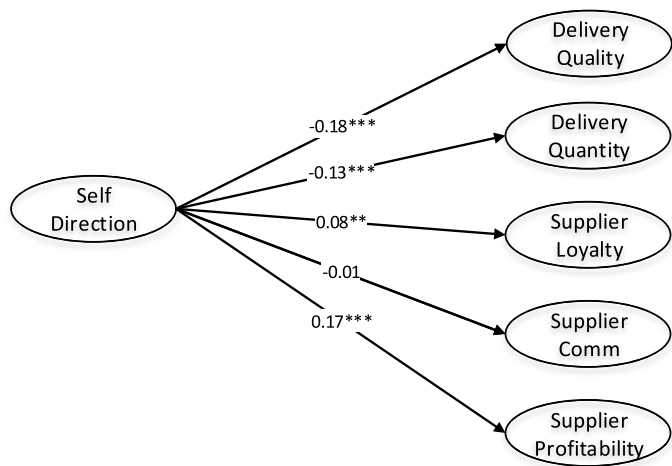 Delivery
Quality
-0.18***
Delivery
Quantity
-0.13***
Self
Direction
0.08**
Supplier
Loyalty
-0.01
Supplier
Comm
0.17***
Supplier
Profitability